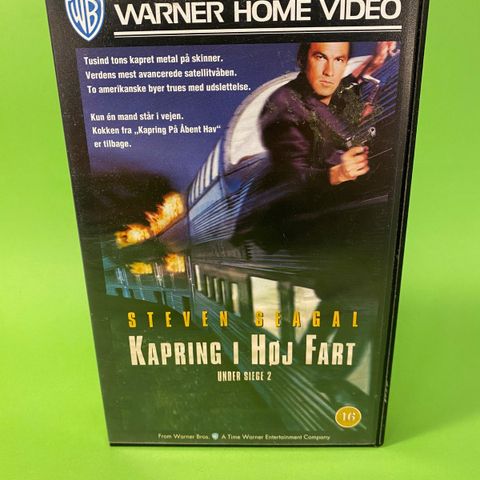 WB
WARNER HOME VIDEO
Tusind tons kapret metal på skinner.
Verdens mest avancerede satellitvåben.
To amerikanske byer trues med udslettelse.
Kun én mand står i vejen.
Kokken fra „Kapring På Åbent Hav"
er tilbage.
STEVEN SEAGAL
KAPRING I HØJ FART
UNDER SIEGE 2
16
From Warner Bros. A Time Warner Entertainment Company